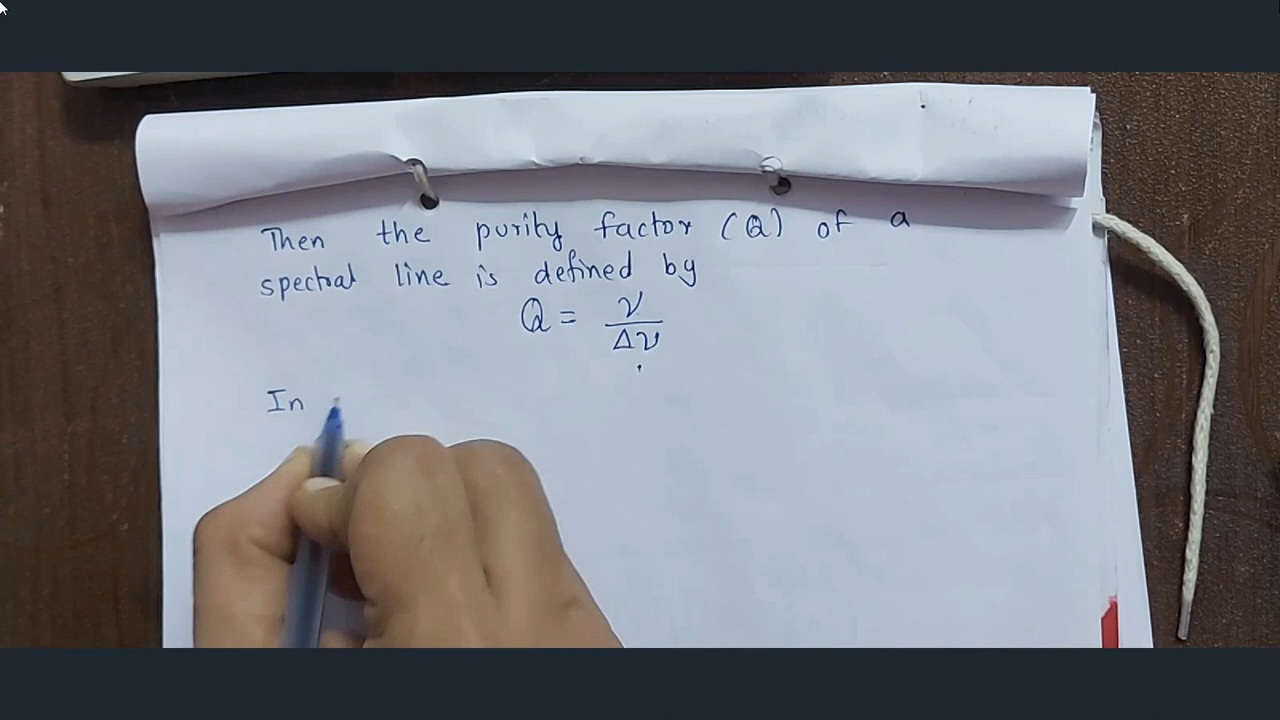 Then the purity factor (Q) of a
spectral line is defined by
Q = ν / Δν
In